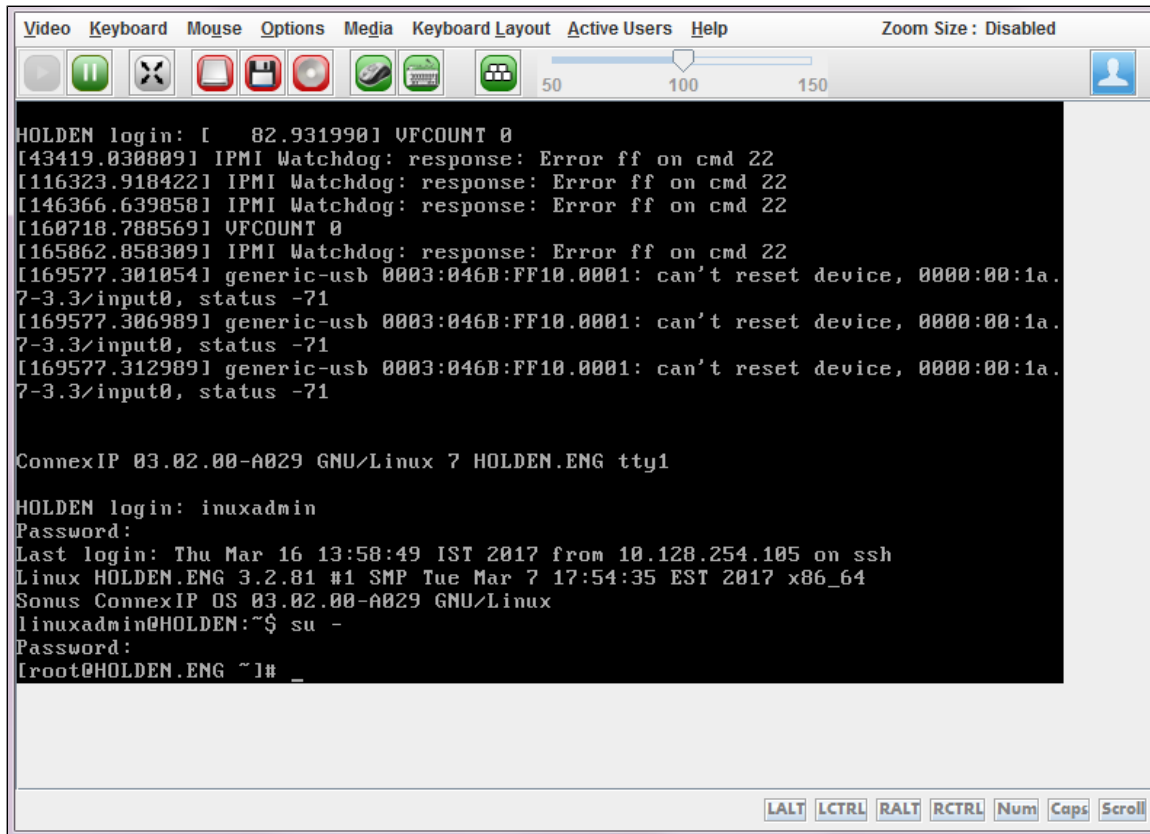 Video Keyboard Mouse Options Media Keyboard Layout Active Users Help Zoom Size : Disabled
50 100 150
HOLDEN login: [   82.931990] VFCOUNT 0
[43419.030809] IPMI Watchdog: response: Error ff on cmd 22
[116323.918422] IPMI Watchdog: response: Error ff on cmd 22
[146366.639858] IPMI Watchdog: response: Error ff on cmd 22
[160718.788569] VFCOUNT 0
[165862.858309] IPMI Watchdog: response: Error ff on cmd 22
[169577.301054] generic-usb 0003:046B:FF10.0001: can't reset device, 0000:00:1a.
7-3.3/input0, status -71
[169577.306989] generic-usb 0003:046B:FF10.0001: can't reset device, 0000:00:1a.
7-3.3/input0, status -71
[169577.312989] generic-usb 0003:046B:FF10.0001: can't reset device, 0000:00:1a.
7-3.3/input0, status -71
ConnexIP 03.02.00-A029 GNU/Linux 7 HOLDEN.ENG tty1
HOLDEN login: inuxadmin
Password:
Last login: Thu Mar 16 13:58:49 IST 2017 from 10.128.254.105 on ssh
Linux HOLDEN.ENG 3.2.81 #1 SMP Tue Mar 7 17:54:35 EST 2017 x86_64
Sonus ConnexIP OS 03.02.00-A029 GNU/Linux
linuxadmin@HOLDEN:~$ su -
Password:
[root@HOLDEN.ENG ~]# _
LALT LCTRL RALT RCTRL Num Caps Scroll